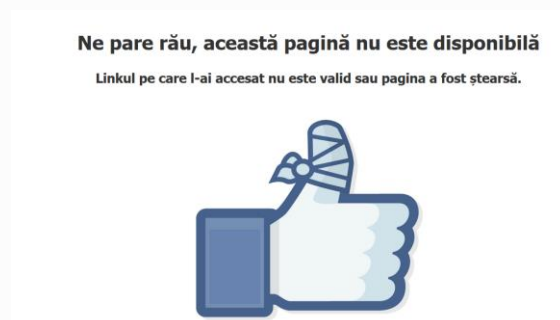 Ne pare rău, această pagină nu este disponibilă
Linkul pe care l-ai accesat nu este valid sau pagina a fost ștearsă.